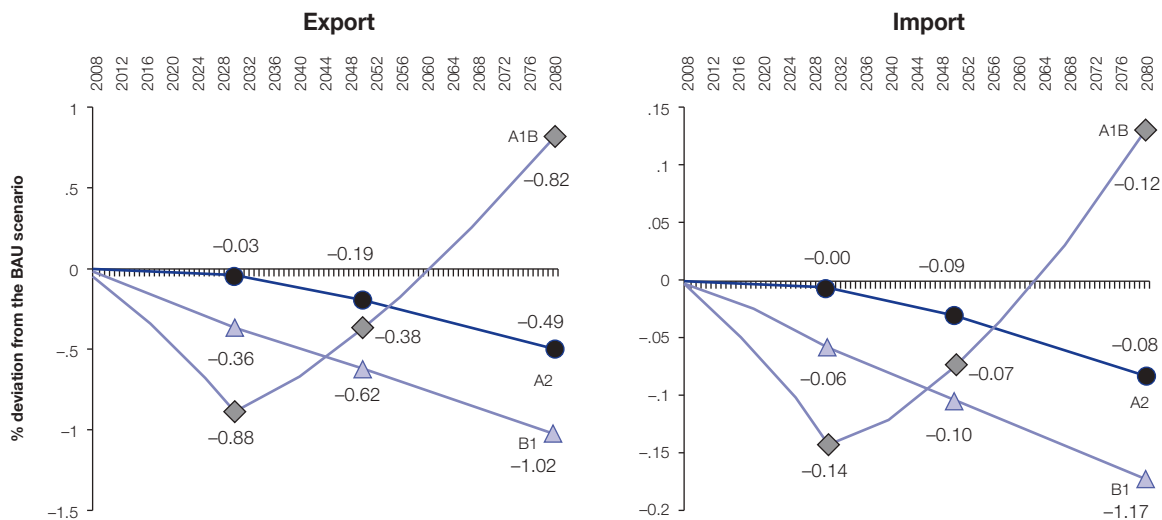 Export
2008 2012 2016 2020 2024 2028 2032 2036 2040 2044 2048 2052 2056 2060 2064 2068 2072 2076 2080
% deviation from the BAU scenario
1
.5
0
–.5
–1
–1.5
A1B
–0.82
–0.03
–0.19
–0.49
–0.38
–0.36
A2
–0.62
–0.88
B1
–1.02
Import
2008 2012 2016 2020 2024 2028 2032 2036 2040 2044 2048 2052 2056 2060 2064 2068 2072 2076 2080
.15
.1
.05
0
–.05
–.1
–.15
–0.2
A1B
–0.12
–0.00
–0.09
–0.08
–0.07
–0.06
A2
–0.10
–0.14
B1
–1.17